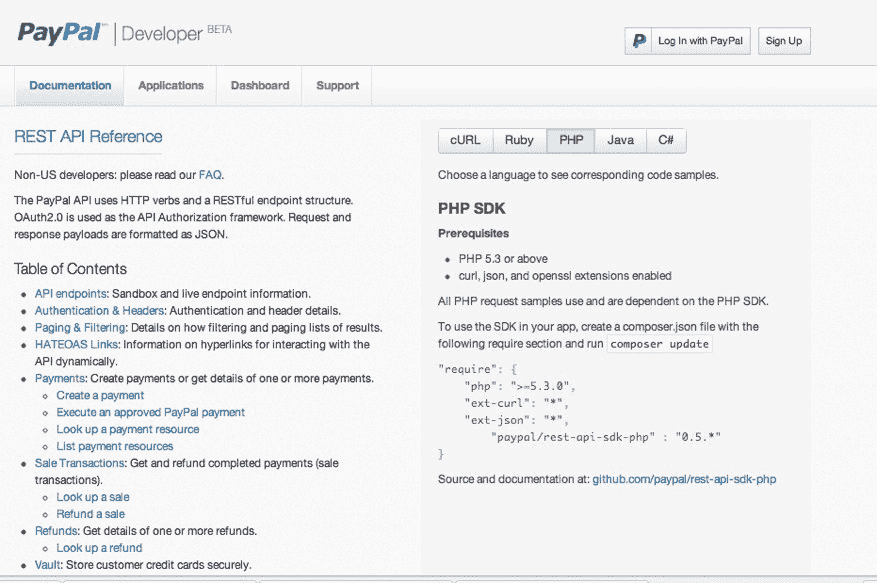 PayPal™ | Developer BETA
Log In with PayPal
Sign Up
Documentation
Applications
Dashboard
Support
REST API Reference
Non-US developers: please read our FAQ.
The PayPal API uses HTTP verbs and a RESTful endpoint structure.
OAuth2.0 is used as the API Authorization framework. Request and
response payloads are formatted as JSON.
Table of Contents
• API endpoints: Sandbox and live endpoint information.
• Authentication & Headers: Authentication and header details.
• Paging & Filtering: Details on how filtering and paging lists of results.
• HATEOAS Links: Information on hyperlinks for interacting with the
API dynamically.
• Payments: Create payments or get details of one or more payments.
◦ Create a payment
◦ Execute an approved PayPal payment
◦ Look up a payment resource
◦ List payment resources
• Sale Transactions: Get and refund completed payments (sale
transactions).
◦ Look up a sale
◦ Refund a sale
• Refunds: Get details of one or more refunds.
◦ Look up a refund
• Vault: Store customer credit cards securely.
cURL
Ruby
PHP
Java
C#
Choose a language to see corresponding code samples.
PHP SDK
Prerequisites
• PHP 5.3 or above
• curl, json, and openssl extensions enabled
All PHP request samples use and are dependent on the PHP SDK.
To use the SDK in your app, create a composer.json file with the
following require section and run composer update
"require": {
"php": ">=5.3.0",
"ext-curl": "*",
"ext-json": "*",
"paypal/rest-api-sdk-php" : "0.5.*"
}
Source and documentation at: github.com/paypal/rest-api-sdk-php